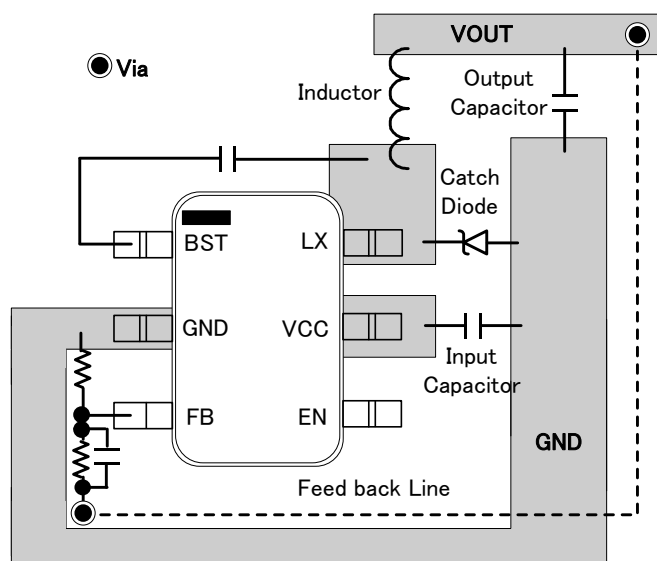 VOUT
Via
Inductor
Output
Capacitor
Catch
Diode
BST
LX
GND
VCC
Input
Capacitor
FB
EN
GND
Feed back Line